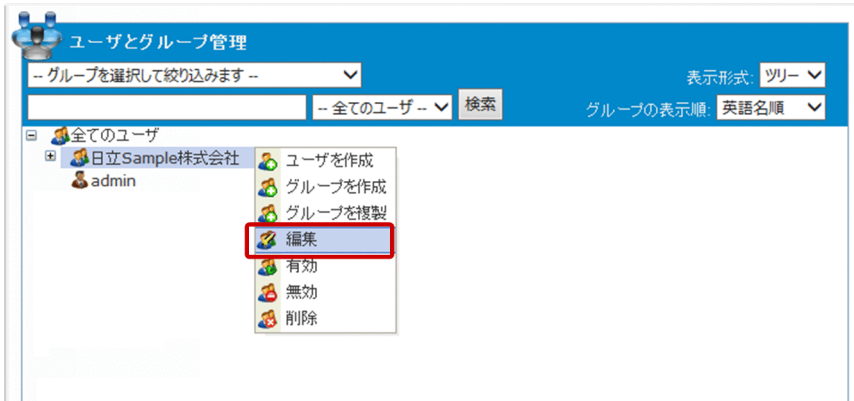 ユーザとグループ管理
-- グループを選択して絞り込みます --
表示形式: ツリー
-- 全てのユーザ -- 検索
グループの表示順: 英語名順
全てのユーザ
日立Sample株式会社
admin
ユーザを作成
グループを作成
グループを複製
編集
有効
無効
削除